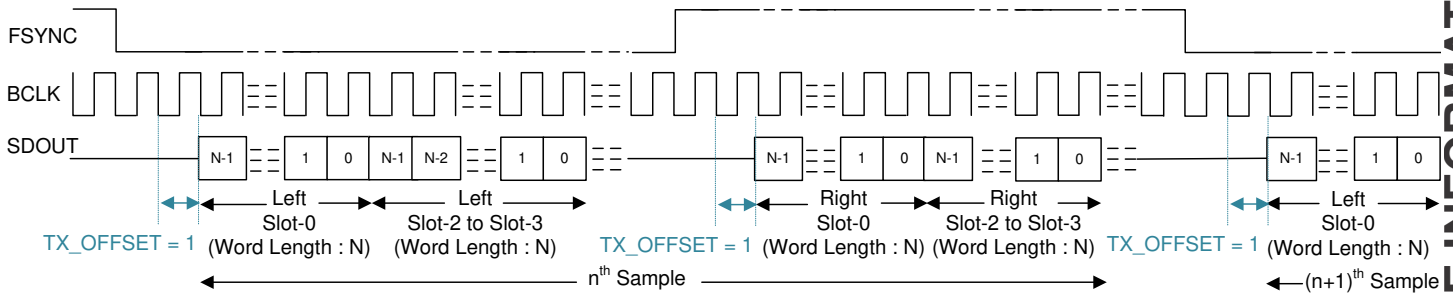 FSYNC
BCLK
SDOUT
N-1 1 0 N-1 N-2 1 0 N-1 1 0 N-1 1 0 N-1 1 0
Left Left Right Right Left
Slot-0 Slot-2 to Slot-3 Slot-0 Slot-2 to Slot-3 Slot-0
TX_OFFSET = 1 (Word Length : N) (Word Length : N) TX_OFFSET = 1 (Word Length : N) (Word Length : N) TX_OFFSET = 1 (Word Length : N)
nth Sample (n+1)th Sample